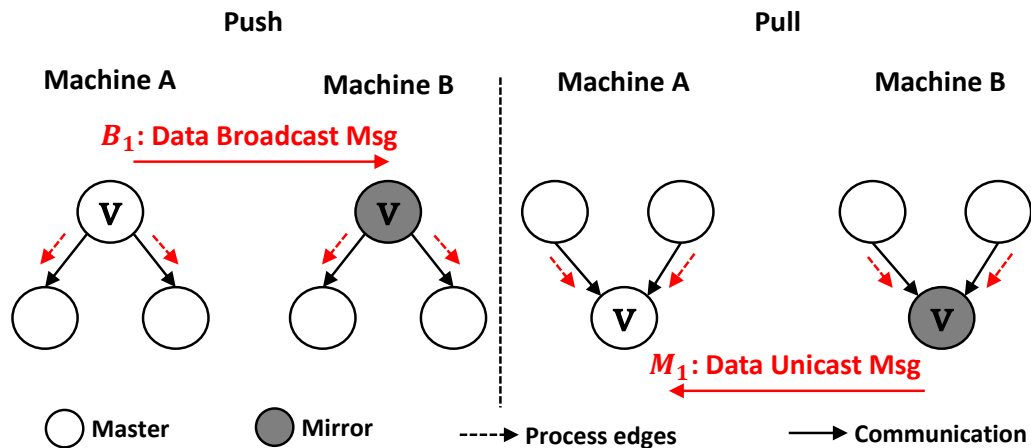 Push
Pull
Machine A
Machine B
Machine A
Machine B
B₁: Data Broadcast Msg
V
V
V
V
M₁: Data Unicast Msg
Master
Mirror
Process edges
Communication